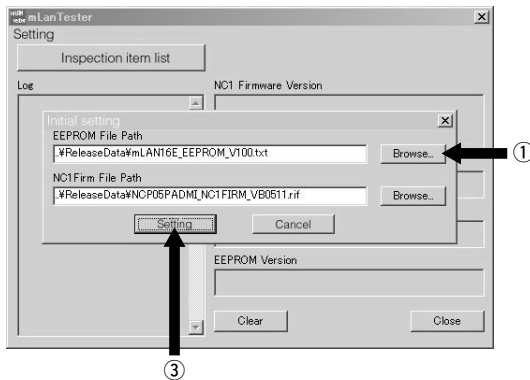 mLanTester
Setting
Inspection item list
Log
NC1 Firmware Version
Initial setting
EEPROM File Path
.¥ReleaseData¥mLAN16E_EEPROM_V100.txt
Browse...
①
NC1Firm File Path
.¥ReleaseData¥NCP05PADMI_NC1FIRM_VB0511.rif
Browse...
Setting
Cancel
EEPROM Version
Clear
Close
③